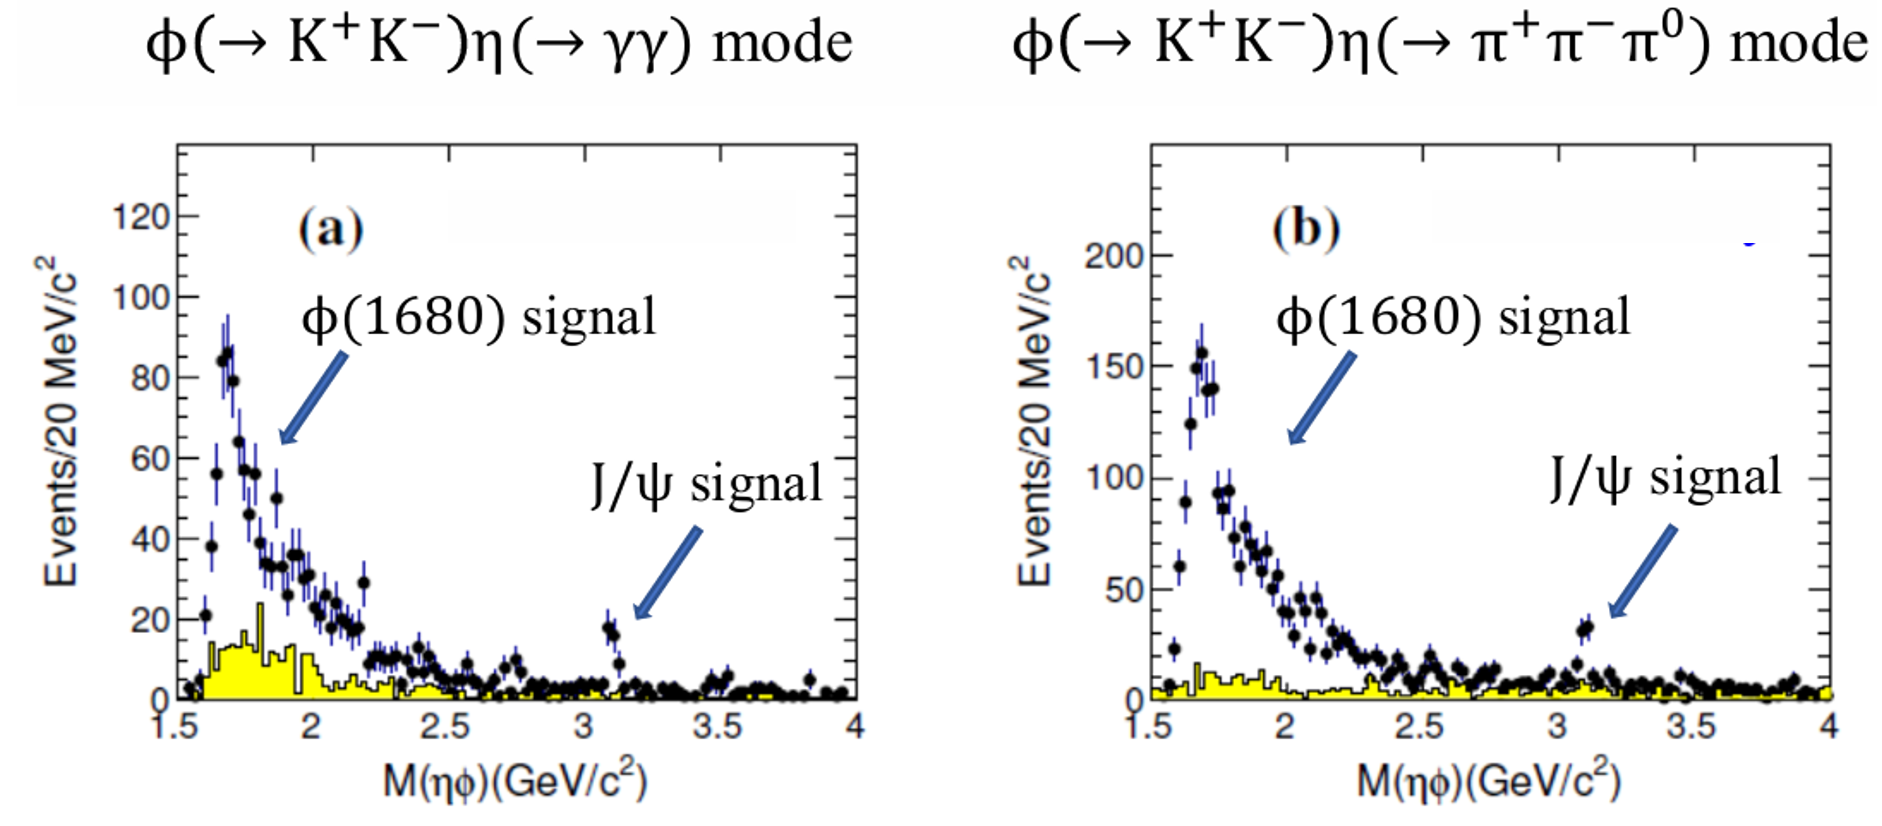 ϕ(→ K⁺K⁻)η(→ γγ) mode
120
100
80
60
40
20
0
Events/20 MeV/c²
(a)
ϕ(1680) signal
J/ψ signal
1.5 2 2.5 3 3.5 4
M(ηϕ)(GeV/c²)
ϕ(→ K⁺K⁻)η(→ π⁺π⁻π⁰) mode
200
150
100
50
0
Events/20 MeV/c²
(b)
ϕ(1680) signal
J/ψ signal
1.5 2 2.5 3 3.5 4
M(ηϕ)(GeV/c²)